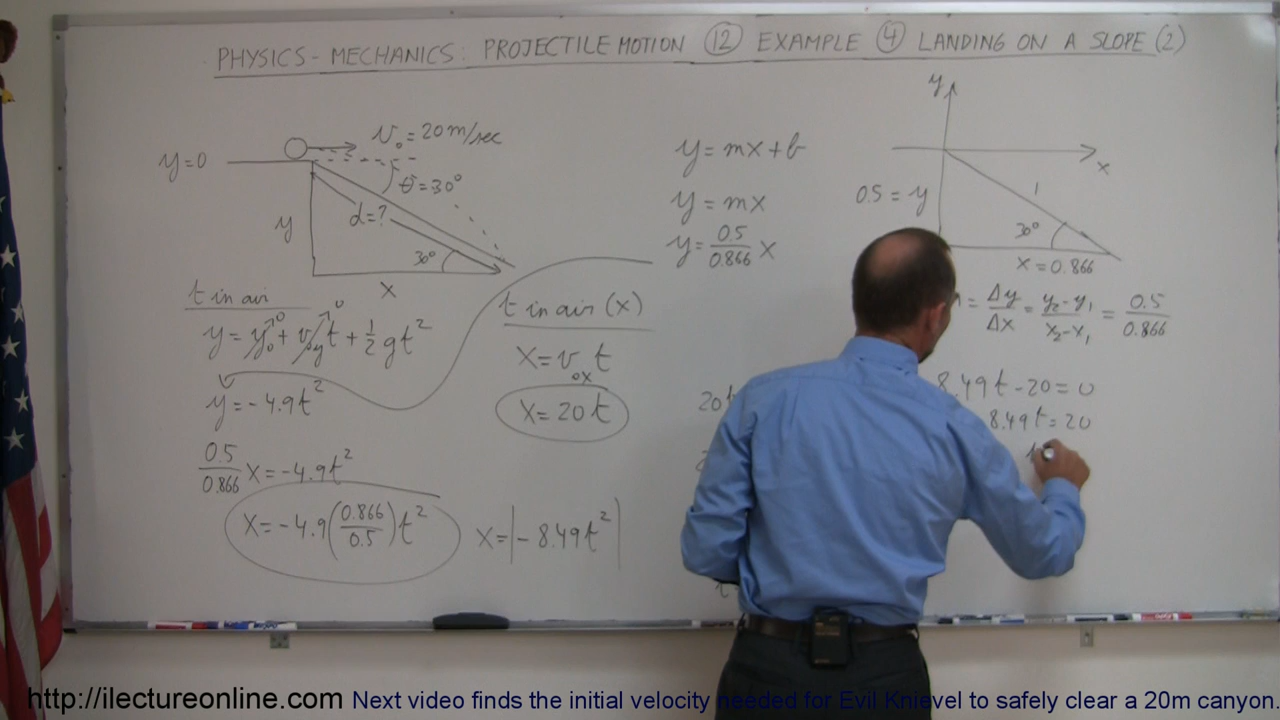 PHYSICS - MECHANICS: PROJECTILE MOTION ⑫ EXAMPLE ④ LANDING ON A SLOPE (2)
y=0
v₀ = 20 m/sec
θ = 30°
d = ?
y
30°
x
t in air
y = y₀ + v₀y t + 1/2 g t²
0
0
y = -4.9t²
0.5/0.866 x = -4.9t²
x = -4.9(0.866/0.5)t²
x = |-8.49t²|
t in air (x)
x = v₀x t
x = 20t
y = mx + b
y = mx
y = 0.5/0.866 x
y
x
0.5 = y
1
30°
x = 0.866
= Δy/Δx = y₂-y₁/x₂-x₁ = 0.5/0.866
20t
8.49t - 20 = 0
8.49t = 20
http://ilectureonline.com Next video finds the initial velocity needed for Evil Knievel to safely clear a 20m canyon.